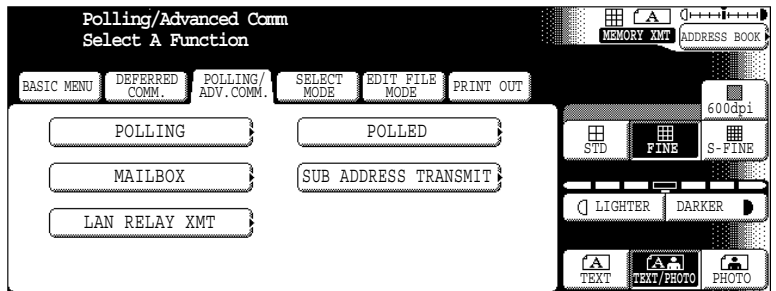 Polling/Advanced Comm
Select A Function
A
MEMORY XMT
ADDRESS BOOK
BASIC MENU
DEFERRED
COMM.
POLLING/
ADV.COMM.
SELECT
MODE
EDIT FILE
MODE
PRINT OUT
600dpi
POLLING
POLLED
STD
FINE
S-FINE
MAILBOX
SUB ADDRESS TRANSMIT
LIGHTER
DARKER
LAN RELAY XMT
A
TEXT
A
TEXT/PHOTO
PHOTO